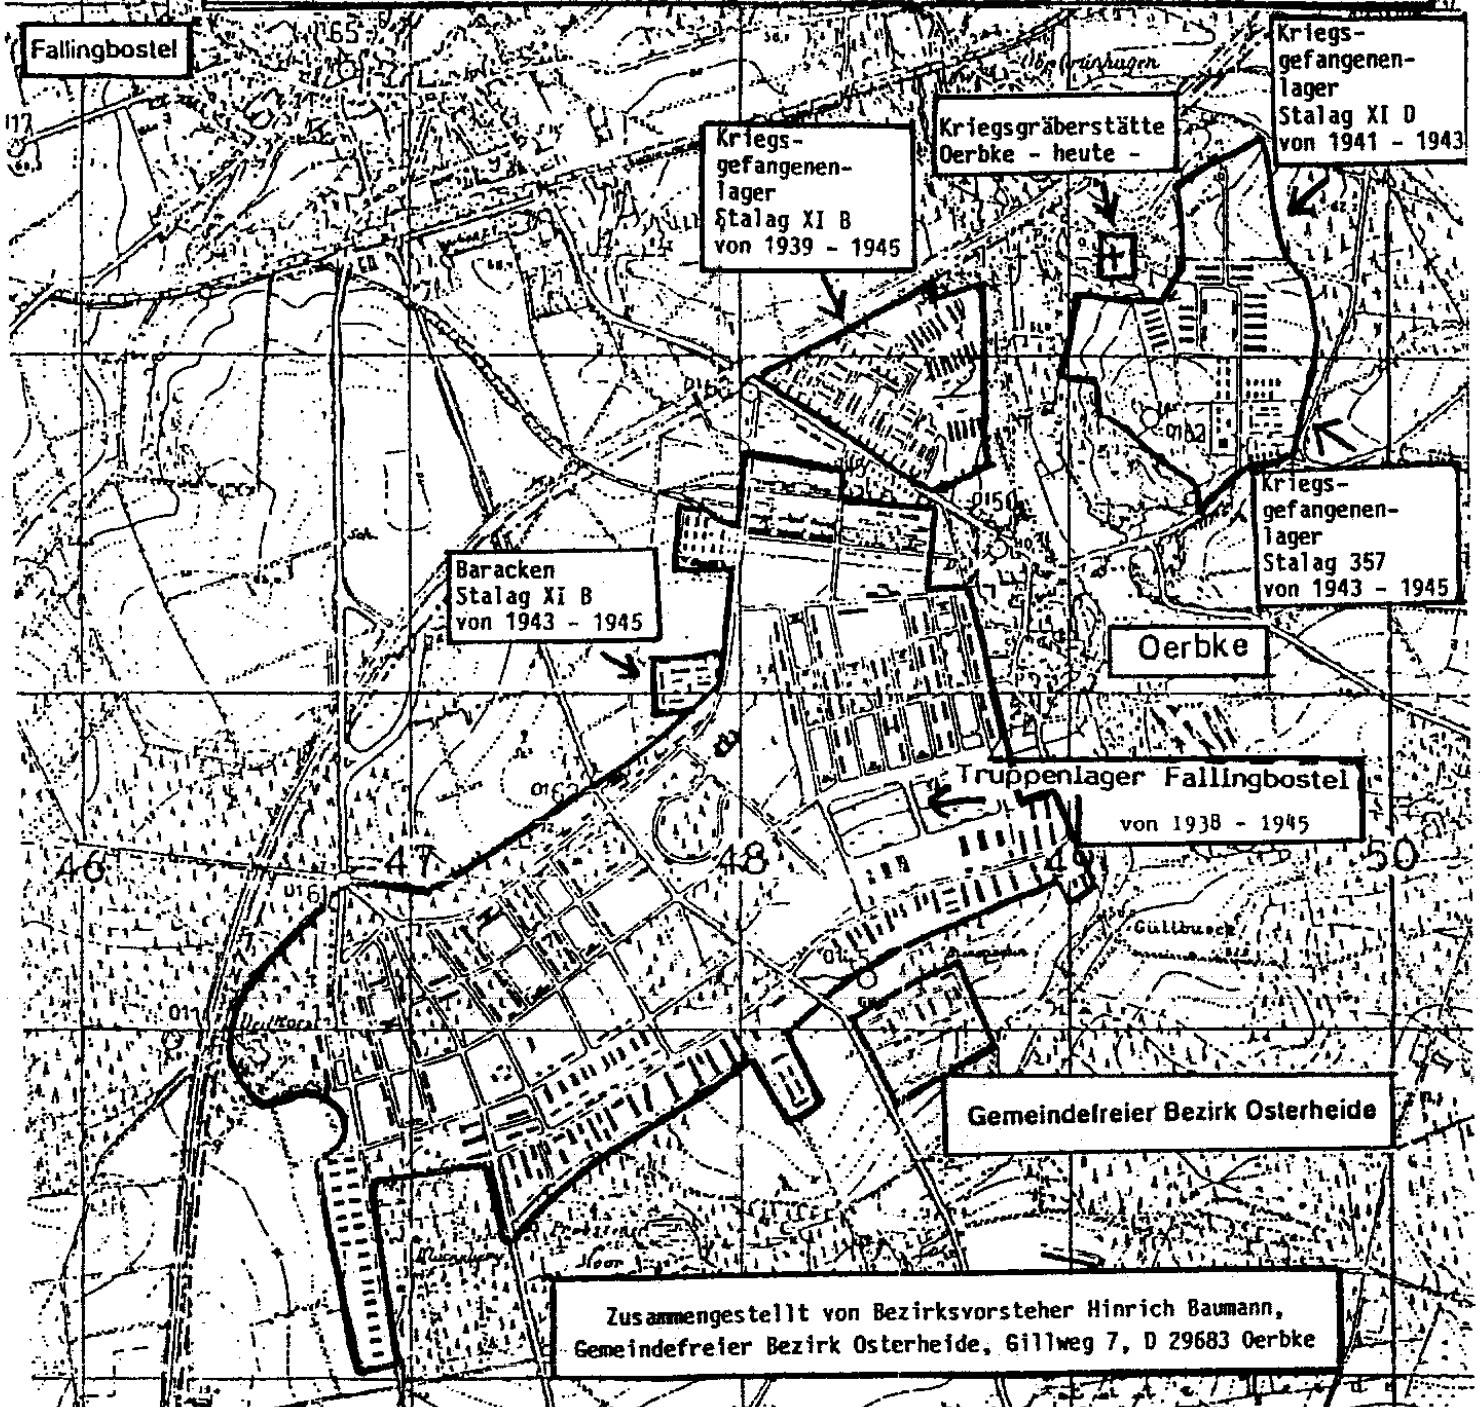 Fallingbostel
65
Kriegs-
gefangenen-
lager
Stalag XI D
von 1941 - 1943
Kriegsgräberstätte
Oerbke - heute -
Kriegs-
gefangenen-
lager
Stalag XI B
von 1939 - 1945
Kriegs-
gefangenen-
lager
Stalag 357
von 1943 - 1945
Baracken
Stalag XI B
von 1943 - 1945
Oerbke
Truppenlager Fallingbostel
von 1938 - 1945
46
47
48
49
50
Gemeindefreier Bezirk Osterheide
Moor
Zusammengestellt von Bezirksvorsteher Hinrich Baumann,
Gemeindefreier Bezirk Osterheide, Gillweg 7, D 29683 Oerbke